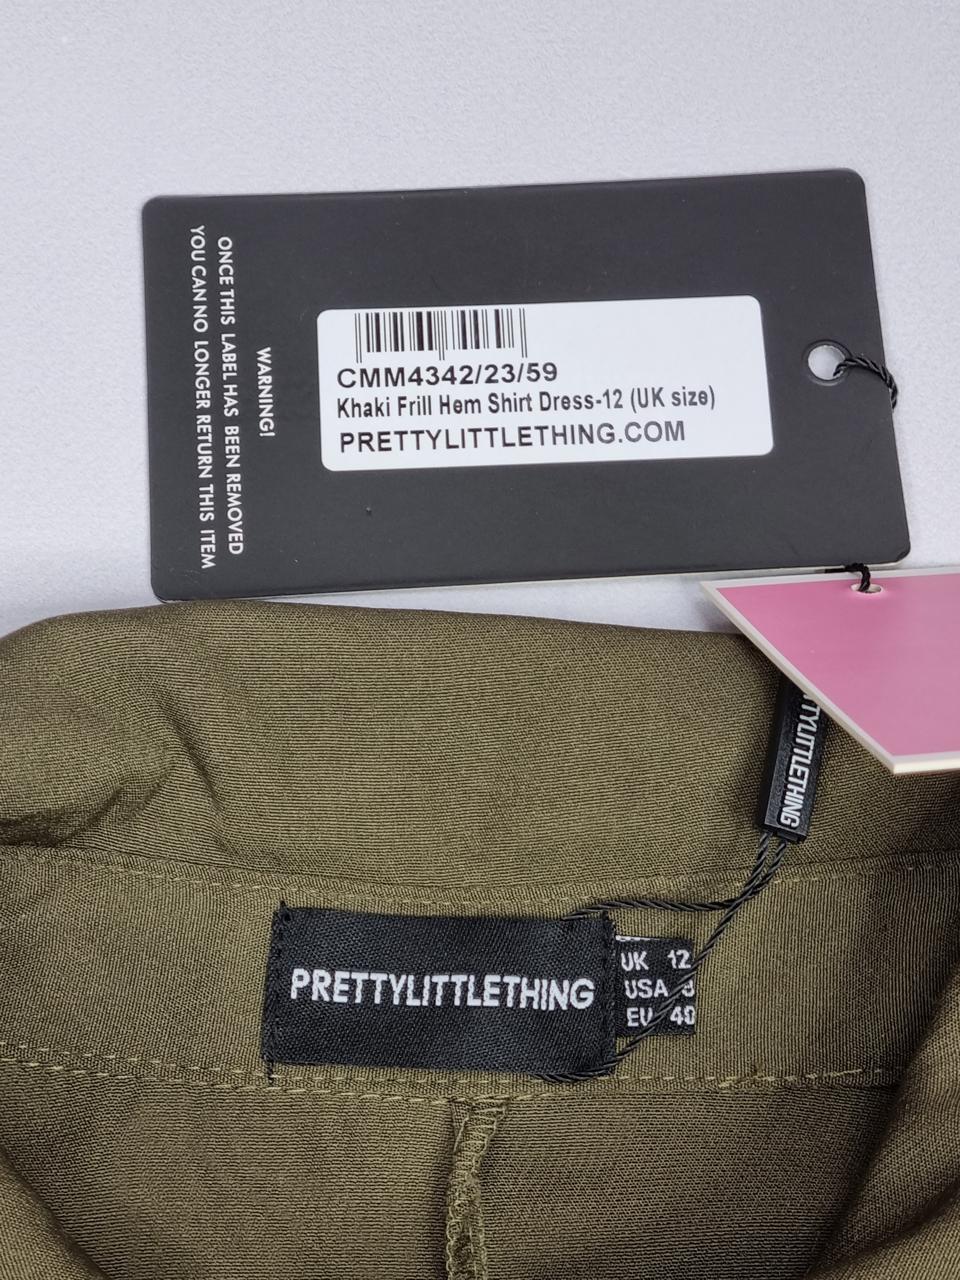 WARNING!
ONCE THIS LABEL HAS BEEN REMOVED
YOU CAN NO LONGER RETURN THIS ITEM
CMM4342/23/59
Khaki Frill Hem Shirt Dress-12 (UK size)
PRETTYLITTLETHING.COM
PRETTYLITTLETHING
UK 12
USA
EU 40